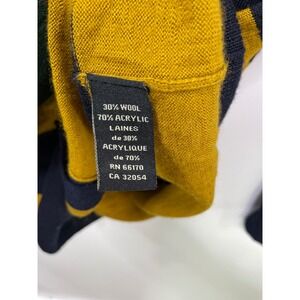 30% WOOL
70% ACRYLIC
LAINES
de 30%
ACRYLIQUE
de 70%
RN 66170
CA 32054